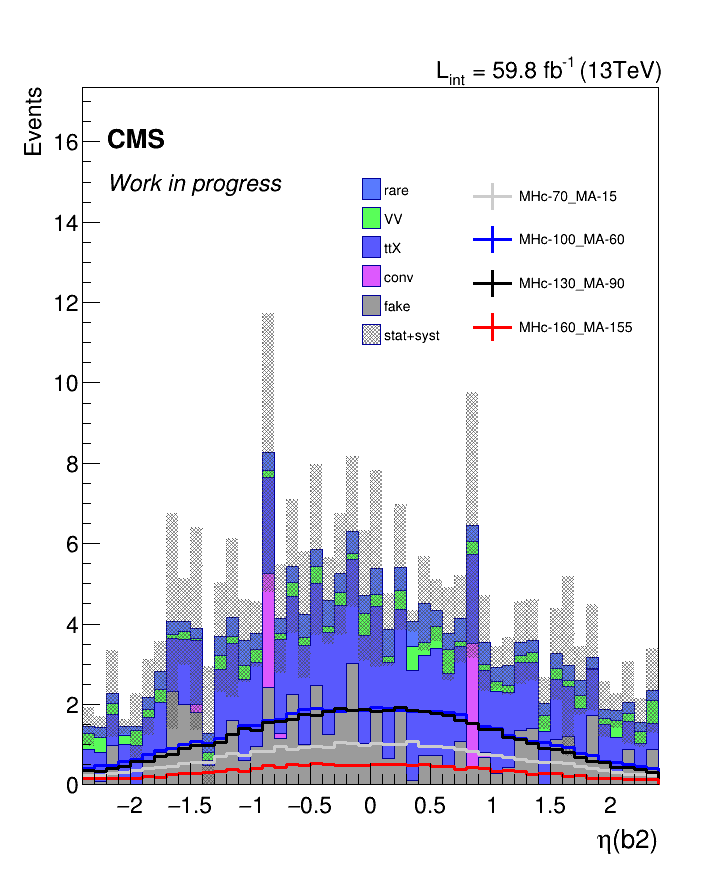 L_int = 59.8 fb^-1 (13TeV)
Events
16
CMS
Work in progress
rare
MHc-70_MA-15
VV
14
MHc-100_MA-60
ttX
conv
MHc-130_MA-90
12
fake
MHc-160_MA-155
stat+syst
10
8
6
4
2
0
−2 −1.5 −1 −0.5 0 0.5 1 1.5 2
η(b2)